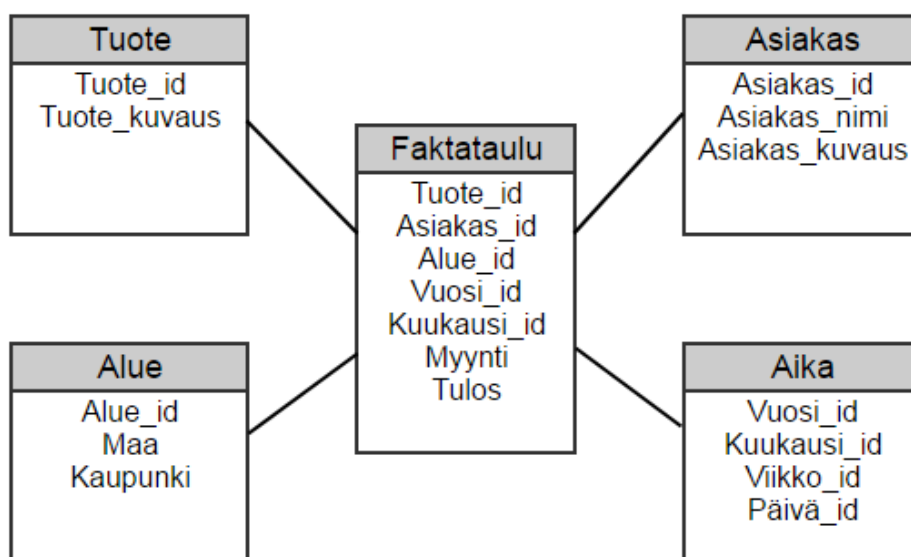 Tuote
Tuote_id
Tuote_kuvaus
Asiakas
Asiakas_id
Asiakas_nimi
Asiakas_kuvaus
Faktataulu
Tuote_id
Asiakas_id
Alue_id
Vuosi_id
Kuukausi_id
Myynti
Tulos
Alue
Alue_id
Maa
Kaupunki
Aika
Vuosi_id
Kuukausi_id
Viikko_id
Päivä_id